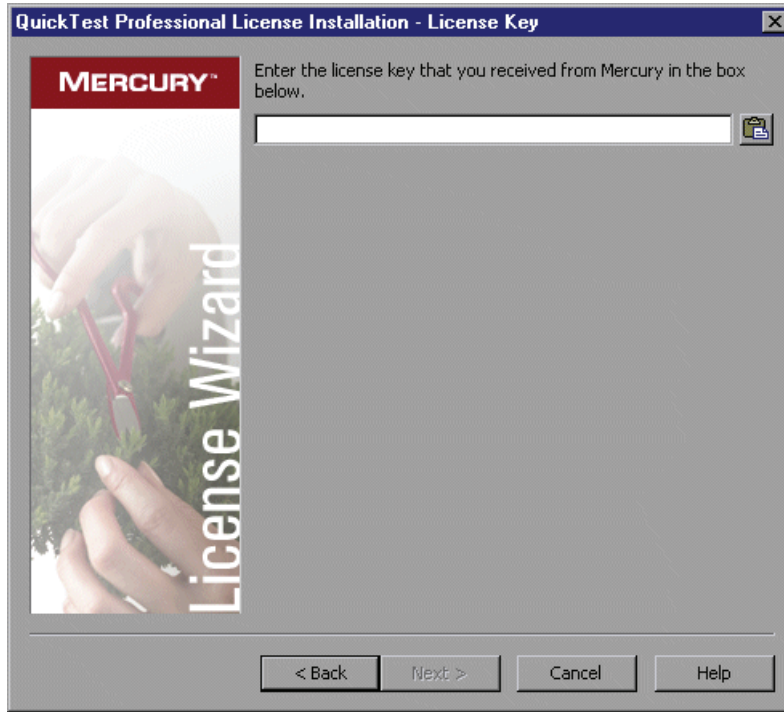 QuickTest Professional License Installation - License Key
MERCURY™
Enter the license key that you received from Mercury in the box
below.
License Wizard
< Back
Next >
Cancel
Help